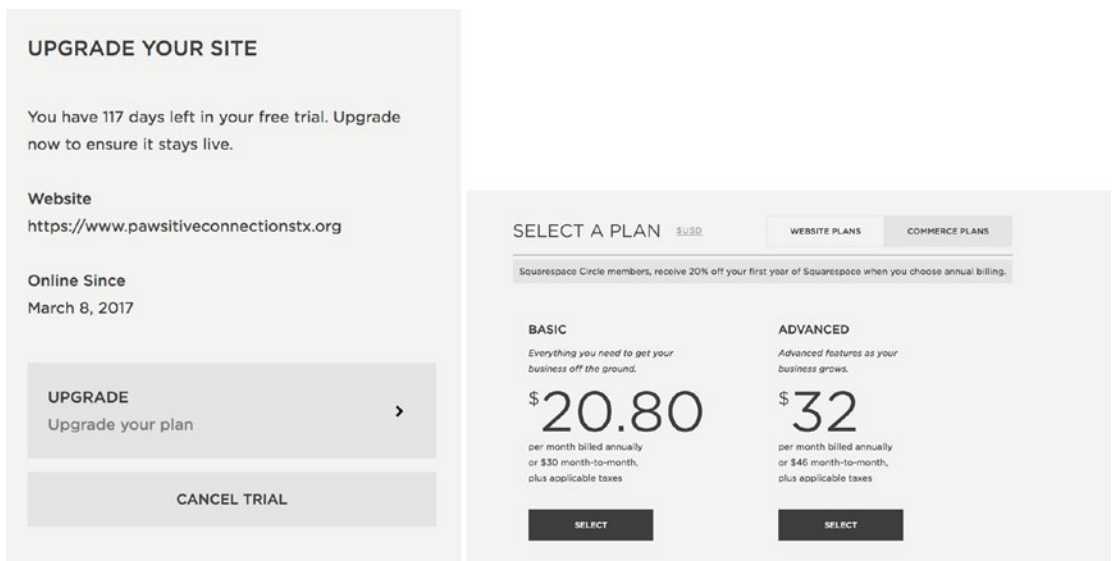 UPGRADE YOUR SITE
You have 117 days left in your free trial. Upgrade
now to ensure it stays live.
Website
https://www.pawsitiveconnectionstx.org
Online Since
March 8, 2017
UPGRADE
Upgrade your plan
CANCEL TRIAL
SELECT A PLAN $USD
WEBSITE PLANS
COMMERCE PLANS
Squarespace Circle members, receive 20% off your first year of Squarespace when you choose annual billing.
BASIC
Everything you need to get your
business off the ground.
$20.80
per month billed annually
or $30 month-to-month,
plus applicable taxes
SELECT
ADVANCED
Advanced features as your
business grows.
$32
per month billed annually
or $46 month-to-month,
plus applicable taxes
SELECT